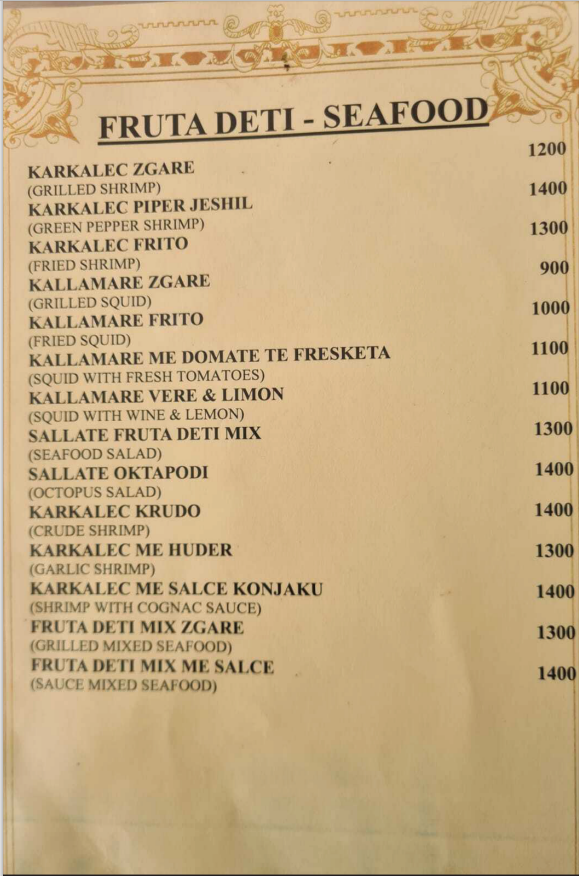 FRUTA DETI - SEAFOOD
KARKALEC ZGARE 1200
(GRILLED SHRIMP)
KARKALEC PIPER JESHIL 1400
(GREEN PEPPER SHRIMP)
KARKALEC FRITO 1300
(FRIED SHRIMP)
KALLAMARE ZGARE 900
(GRILLED SQUID)
KALLAMARE FRITO 1000
(FRIED SQUID)
KALLAMARE ME DOMATE TE FRESKETA 1100
(SQUID WITH FRESH TOMATOES)
KALLAMARE VERE & LIMON 1100
(SQUID WITH WINE & LEMON)
SALLATE FRUTA DETI MIX 1300
(SEAFOOD SALAD)
SALLATE OKTAPODI 1400
(OCTOPUS SALAD)
KARKALEC KRUDO 1400
(CRUDE SHRIMP)
KARKALEC ME HUDER 1300
(GARLIC SHRIMP)
KARKALEC ME SALCE KONJAKU 1400
(SHRIMP WITH COGNAC SAUCE)
FRUTA DETI MIX ZGARE 1300
(GRILLED MIXED SEAFOOD)
FRUTA DETI MIX ME SALCE 1400
(SAUCE MIXED SEAFOOD)